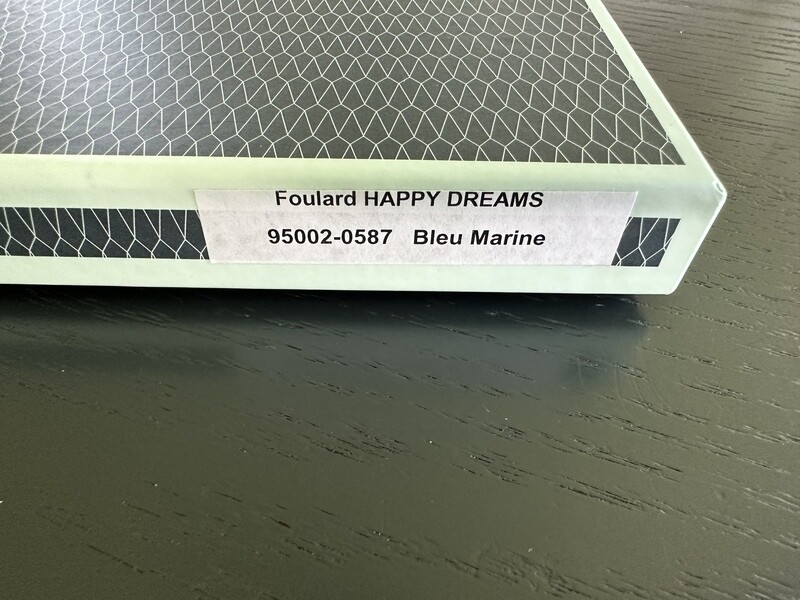 Foulard HAPPY DREAMS
95002-0587 Bleu Marine